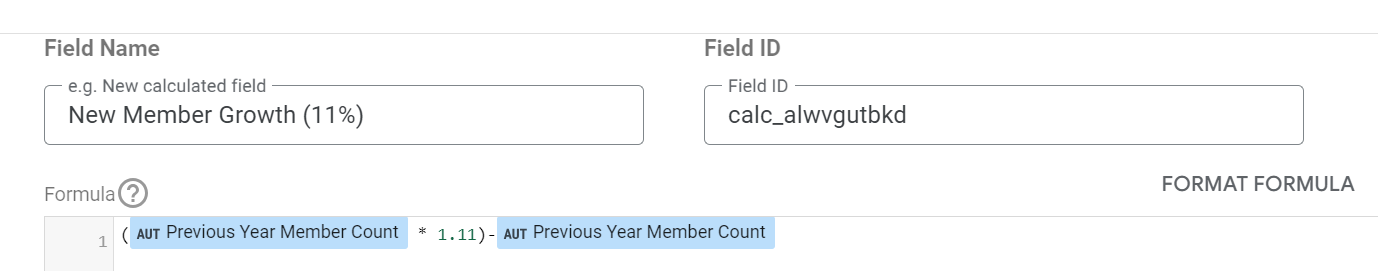 Field Name
Field ID
e.g. New calculated field
Field ID
New Member Growth (11%)
calc_alwvgutbkd
Formula ?
FORMAT FORMULA
1 ( AUT Previous Year Member Count * 1.11)- AUT Previous Year Member Count